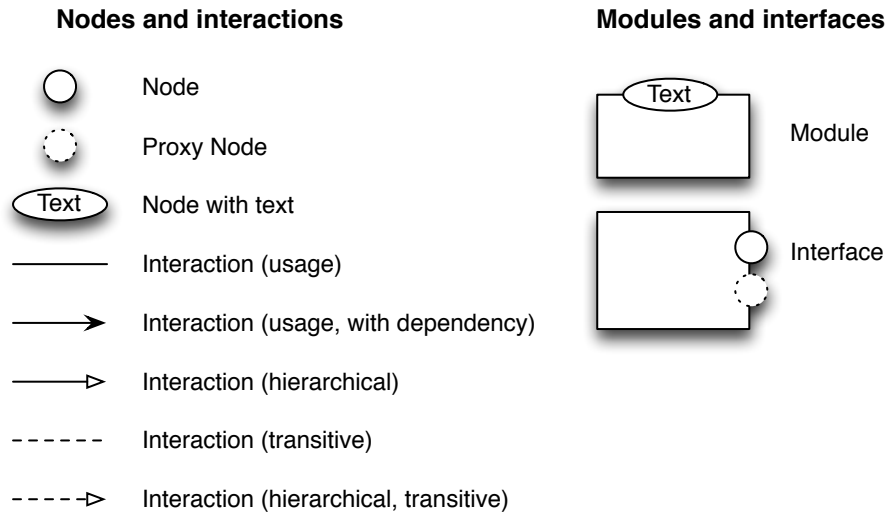 Nodes and interactions
Node
Proxy Node
Text
Node with text
Interaction (usage)
Interaction (usage, with dependency)
Interaction (hierarchical)
Interaction (transitive)
Interaction (hierarchical, transitive)
Modules and interfaces
Text
Module
Interface